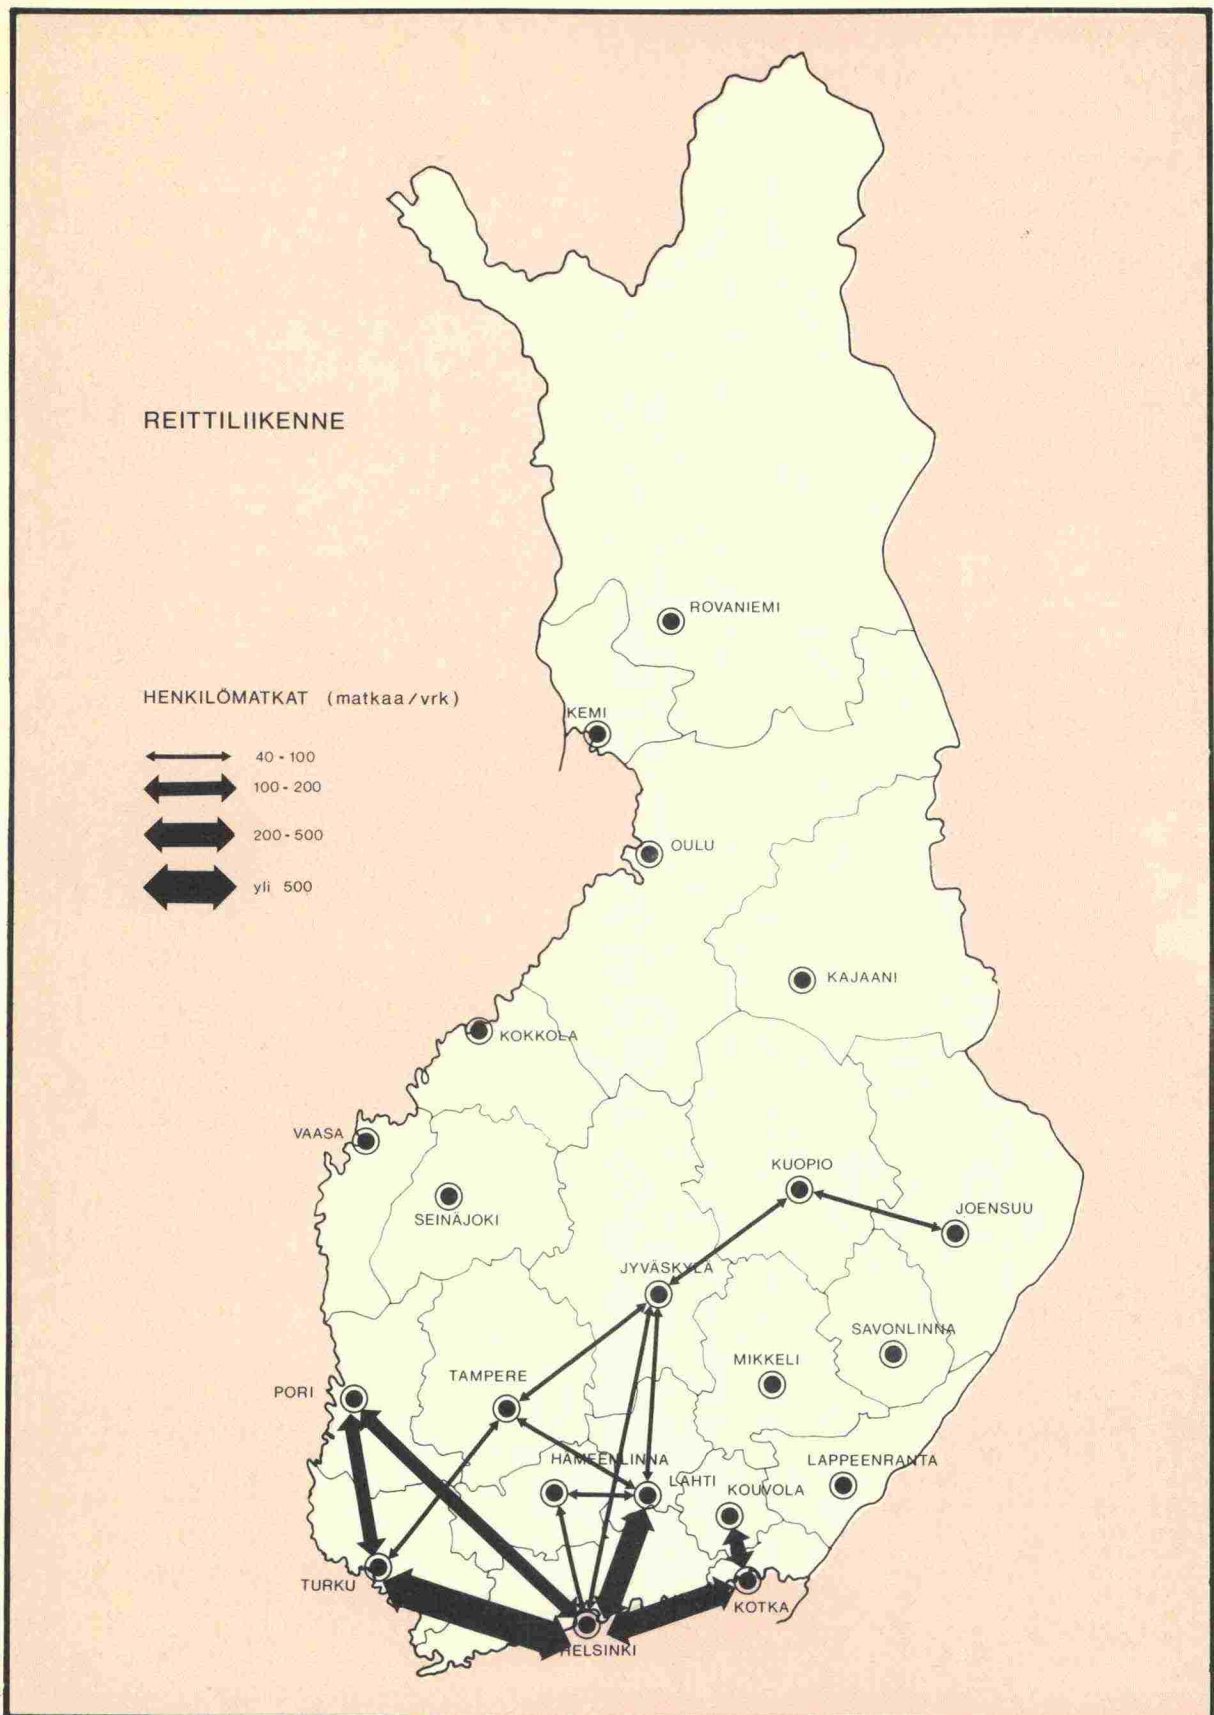 REITTILIIKENNE
ROVANIEMI
HENKILÖMATKAT (matkaa/vrk)
KEMI
40 - 100
100 - 200
200 - 500
yli 500
OULU
KAJAANI
KOKKOLA
VAASA
KUOPIO
SEINÄJOKI
JOENSUU
JYVÄSKYLÄ
SAVONLINNA
MIKKELI
TAMPERE
PORI
HÄMEENLINNA
LAPPEENRANTA
LAHTI
KOUVOLA
TURKU
KOTKA
HELSINKI